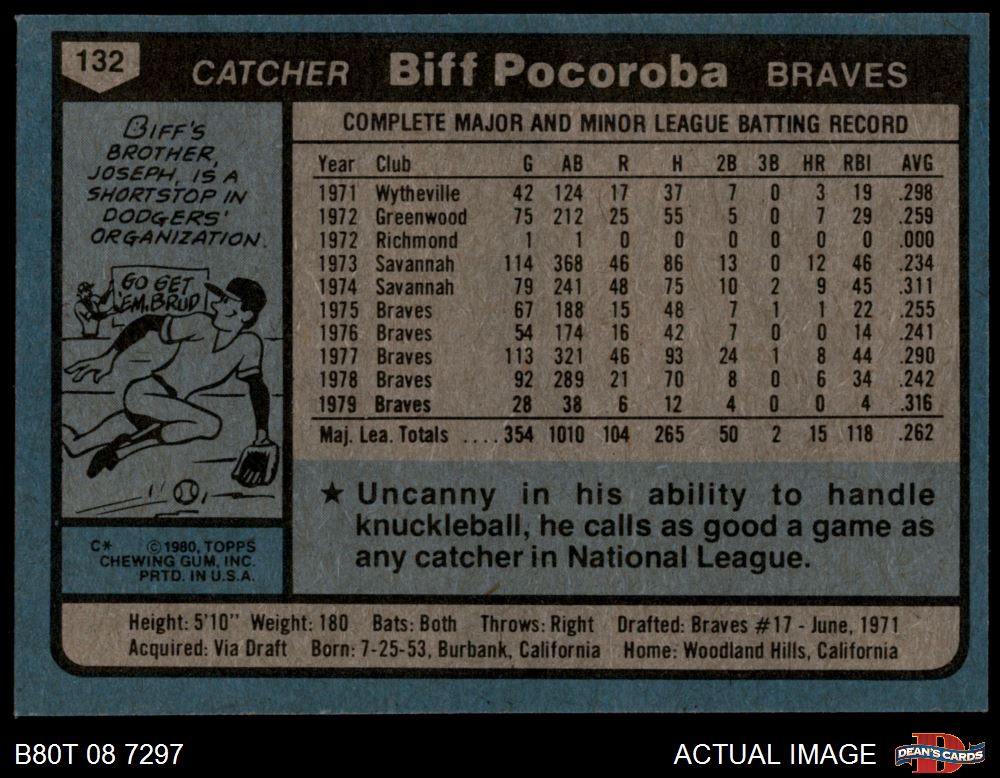 132
CATCHER Biff Pocoroba BRAVES
BIFF'S
BROTHER,
JOSEPH, IS A
SHORTSTOP IN
DODGERS'
ORGANIZATION.
GO GET
'EM, BRUD
C* ©1980, TOPPS
CHEWING GUM, INC.
PRTD. IN U.S.A.
COMPLETE MAJOR AND MINOR LEAGUE BATTING RECORD
Year Club G AB R H 2B 3B HR RBI AVG
1971 Wytheville 42 124 17 37 7 0 3 19 .298
1972 Greenwood 75 212 25 55 5 0 7 29 .259
1972 Richmond 1 1 0 0 0 0 0 0 .000
1973 Savannah 114 368 46 86 13 0 12 46 .234
1974 Savannah 79 241 48 75 10 2 9 45 .311
1975 Braves 67 188 15 48 7 1 1 22 .255
1976 Braves 54 174 16 42 7 0 0 14 .241
1977 Braves 113 321 46 93 24 1 8 44 .290
1978 Braves 92 289 21 70 8 0 6 34 .242
1979 Braves 28 38 6 12 4 0 0 4 .316
Maj. Lea. Totals ....354 1010 104 265 50 2 15 118 .262
★ Uncanny in his ability to handle
knuckleball, he calls as good a game as
any catcher in National League.
Height: 5'10" Weight: 180 Bats: Both Throws: Right Drafted: Braves #17 - June, 1971
Acquired: Via Draft Born: 7-25-53, Burbank, California Home: Woodland Hills, California
B80T 08 7297 ACTUAL IMAGE DEAN'S CARDS